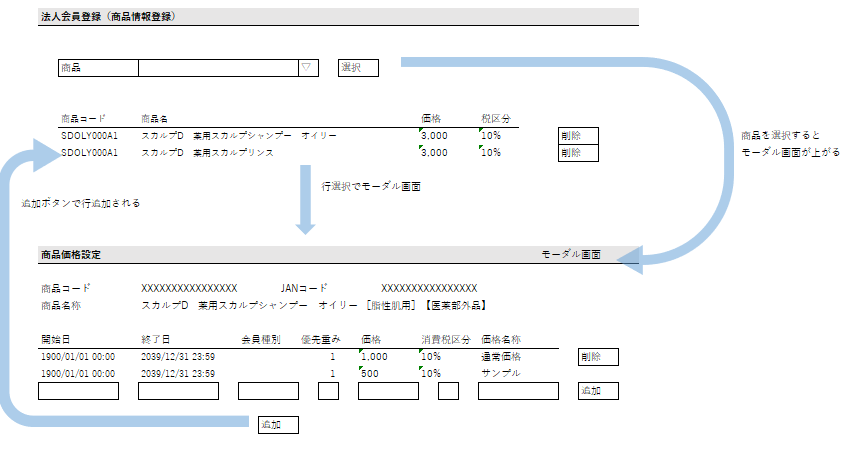 法人会員登録（商品情報登録）
商品 ▽ 選択
商品コード 商品名 価格 税区分
SDOLY000A1 スカルプD　薬用スカルプシャンプー　オイリー 3,000 10% 削除
SDOLY000A1 スカルプD　薬用スカルプリンス 3,000 10% 削除
商品を選択すると
モーダル画面が上がる
行選択でモーダル画面
追加ボタンで行追加される
商品価格設定 モーダル画面
商品コード XXXXXXXXXXXXXXXX JANコード XXXXXXXXXXXXXXXX
商品名称 スカルプD　薬用スカルプシャンプー　オイリー ［脂性肌用］【医薬部外品】
開始日 終了日 会員種別 優先重み 価格 消費税区分 価格名称
1900/01/01 00:00 2039/12/31 23:59 1 1,000 10% 通常価格 削除
1900/01/01 00:00 2039/12/31 23:59 1 500 10% サンプル
追加
追加